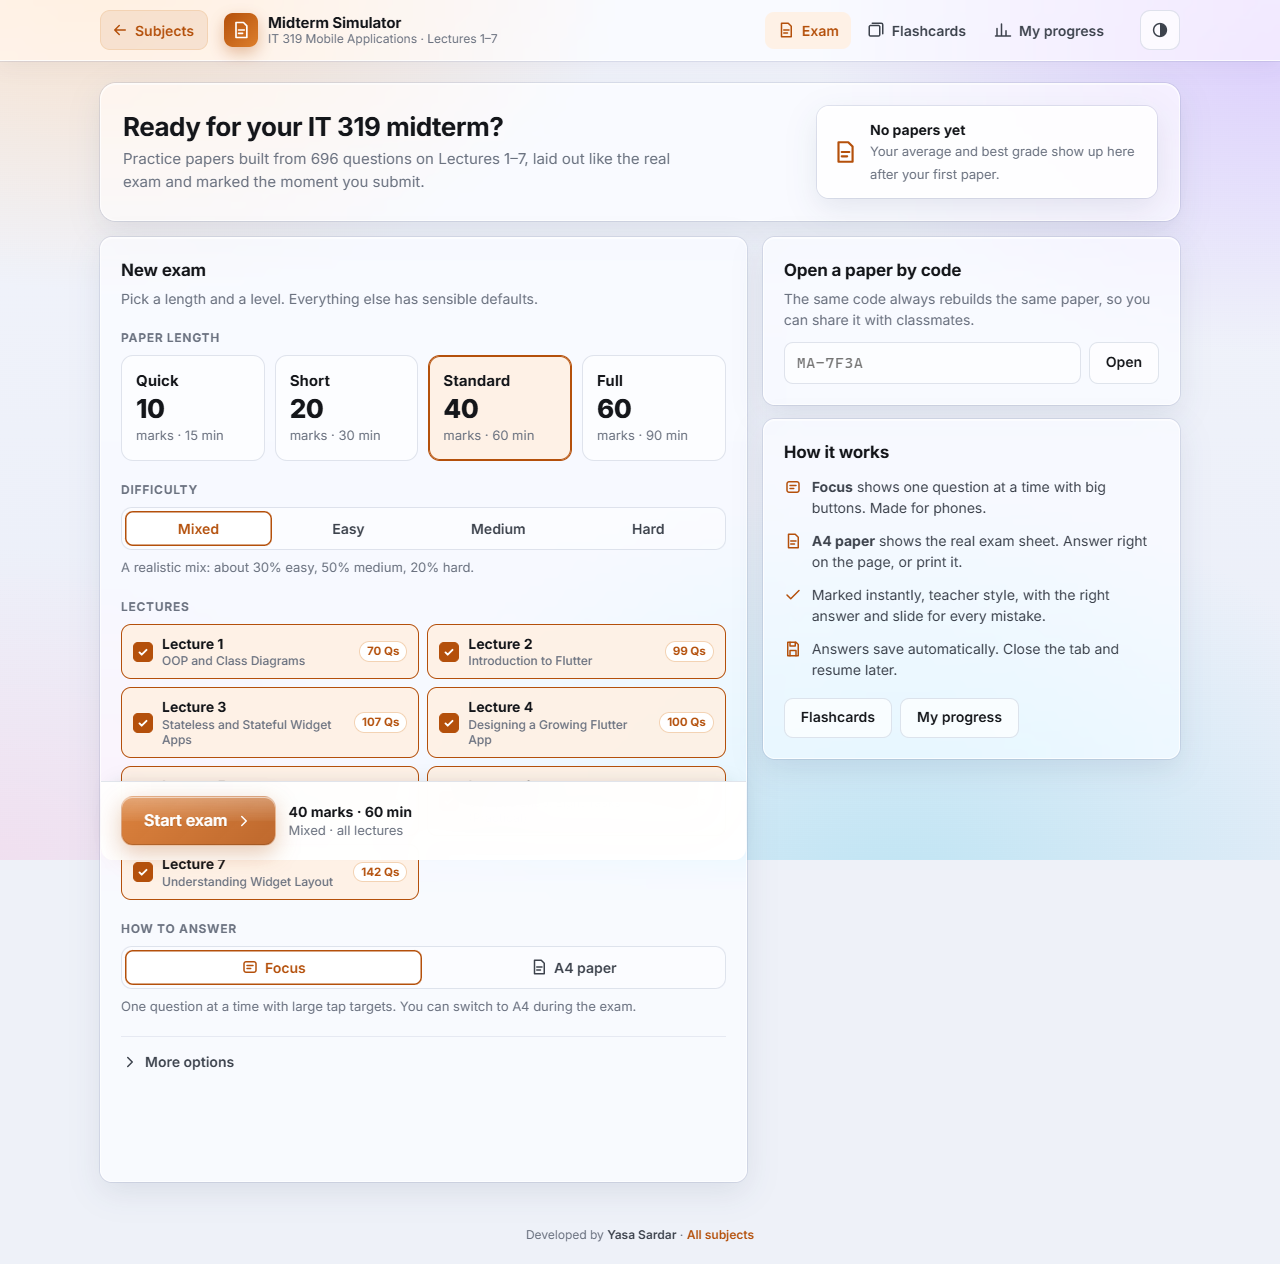 Subjects
Midterm Simulator
IT 319 Mobile Applications · Lectures 1–7
Exam
Flashcards
My progress
Ready for your IT 319 midterm?
Practice papers built from 696 questions on Lectures 1–7, laid out like the real
exam and marked the moment you submit.
No papers yet
Your average and best grade show up here
after your first paper.
New exam
Pick a length and a level. Everything else has sensible defaults.
PAPER LENGTH
Quick
10
marks · 15 min
Short
20
marks · 30 min
Standard
40
marks · 60 min
Full
60
marks · 90 min
DIFFICULTY
Mixed
Easy
Medium
Hard
A realistic mix: about 30% easy, 50% medium, 20% hard.
LECTURES
Lecture 1
OOP and Class Diagrams
70 Qs
Lecture 2
Introduction to Flutter
99 Qs
Lecture 3
Stateless and Stateful Widget
Apps
107 Qs
Lecture 4
Designing a Growing Flutter
App
100 Qs
Start exam
40 marks · 60 min
Mixed · all lectures
Lecture 7
Understanding Widget Layout
142 Qs
HOW TO ANSWER
Focus
A4 paper
One question at a time with large tap targets. You can switch to A4 during the exam.
More options
Open a paper by code
The same code always rebuilds the same paper, so you
can share it with classmates.
MA-7F3A
Open
How it works
Focus shows one question at a time with big
buttons. Made for phones.
A4 paper shows the real exam sheet. Answer right
on the page, or print it.
Marked instantly, teacher style, with the right
answer and slide for every mistake.
Answers save automatically. Close the tab and
resume later.
Flashcards
My progress
Developed by Yasa Sardar · All subjects